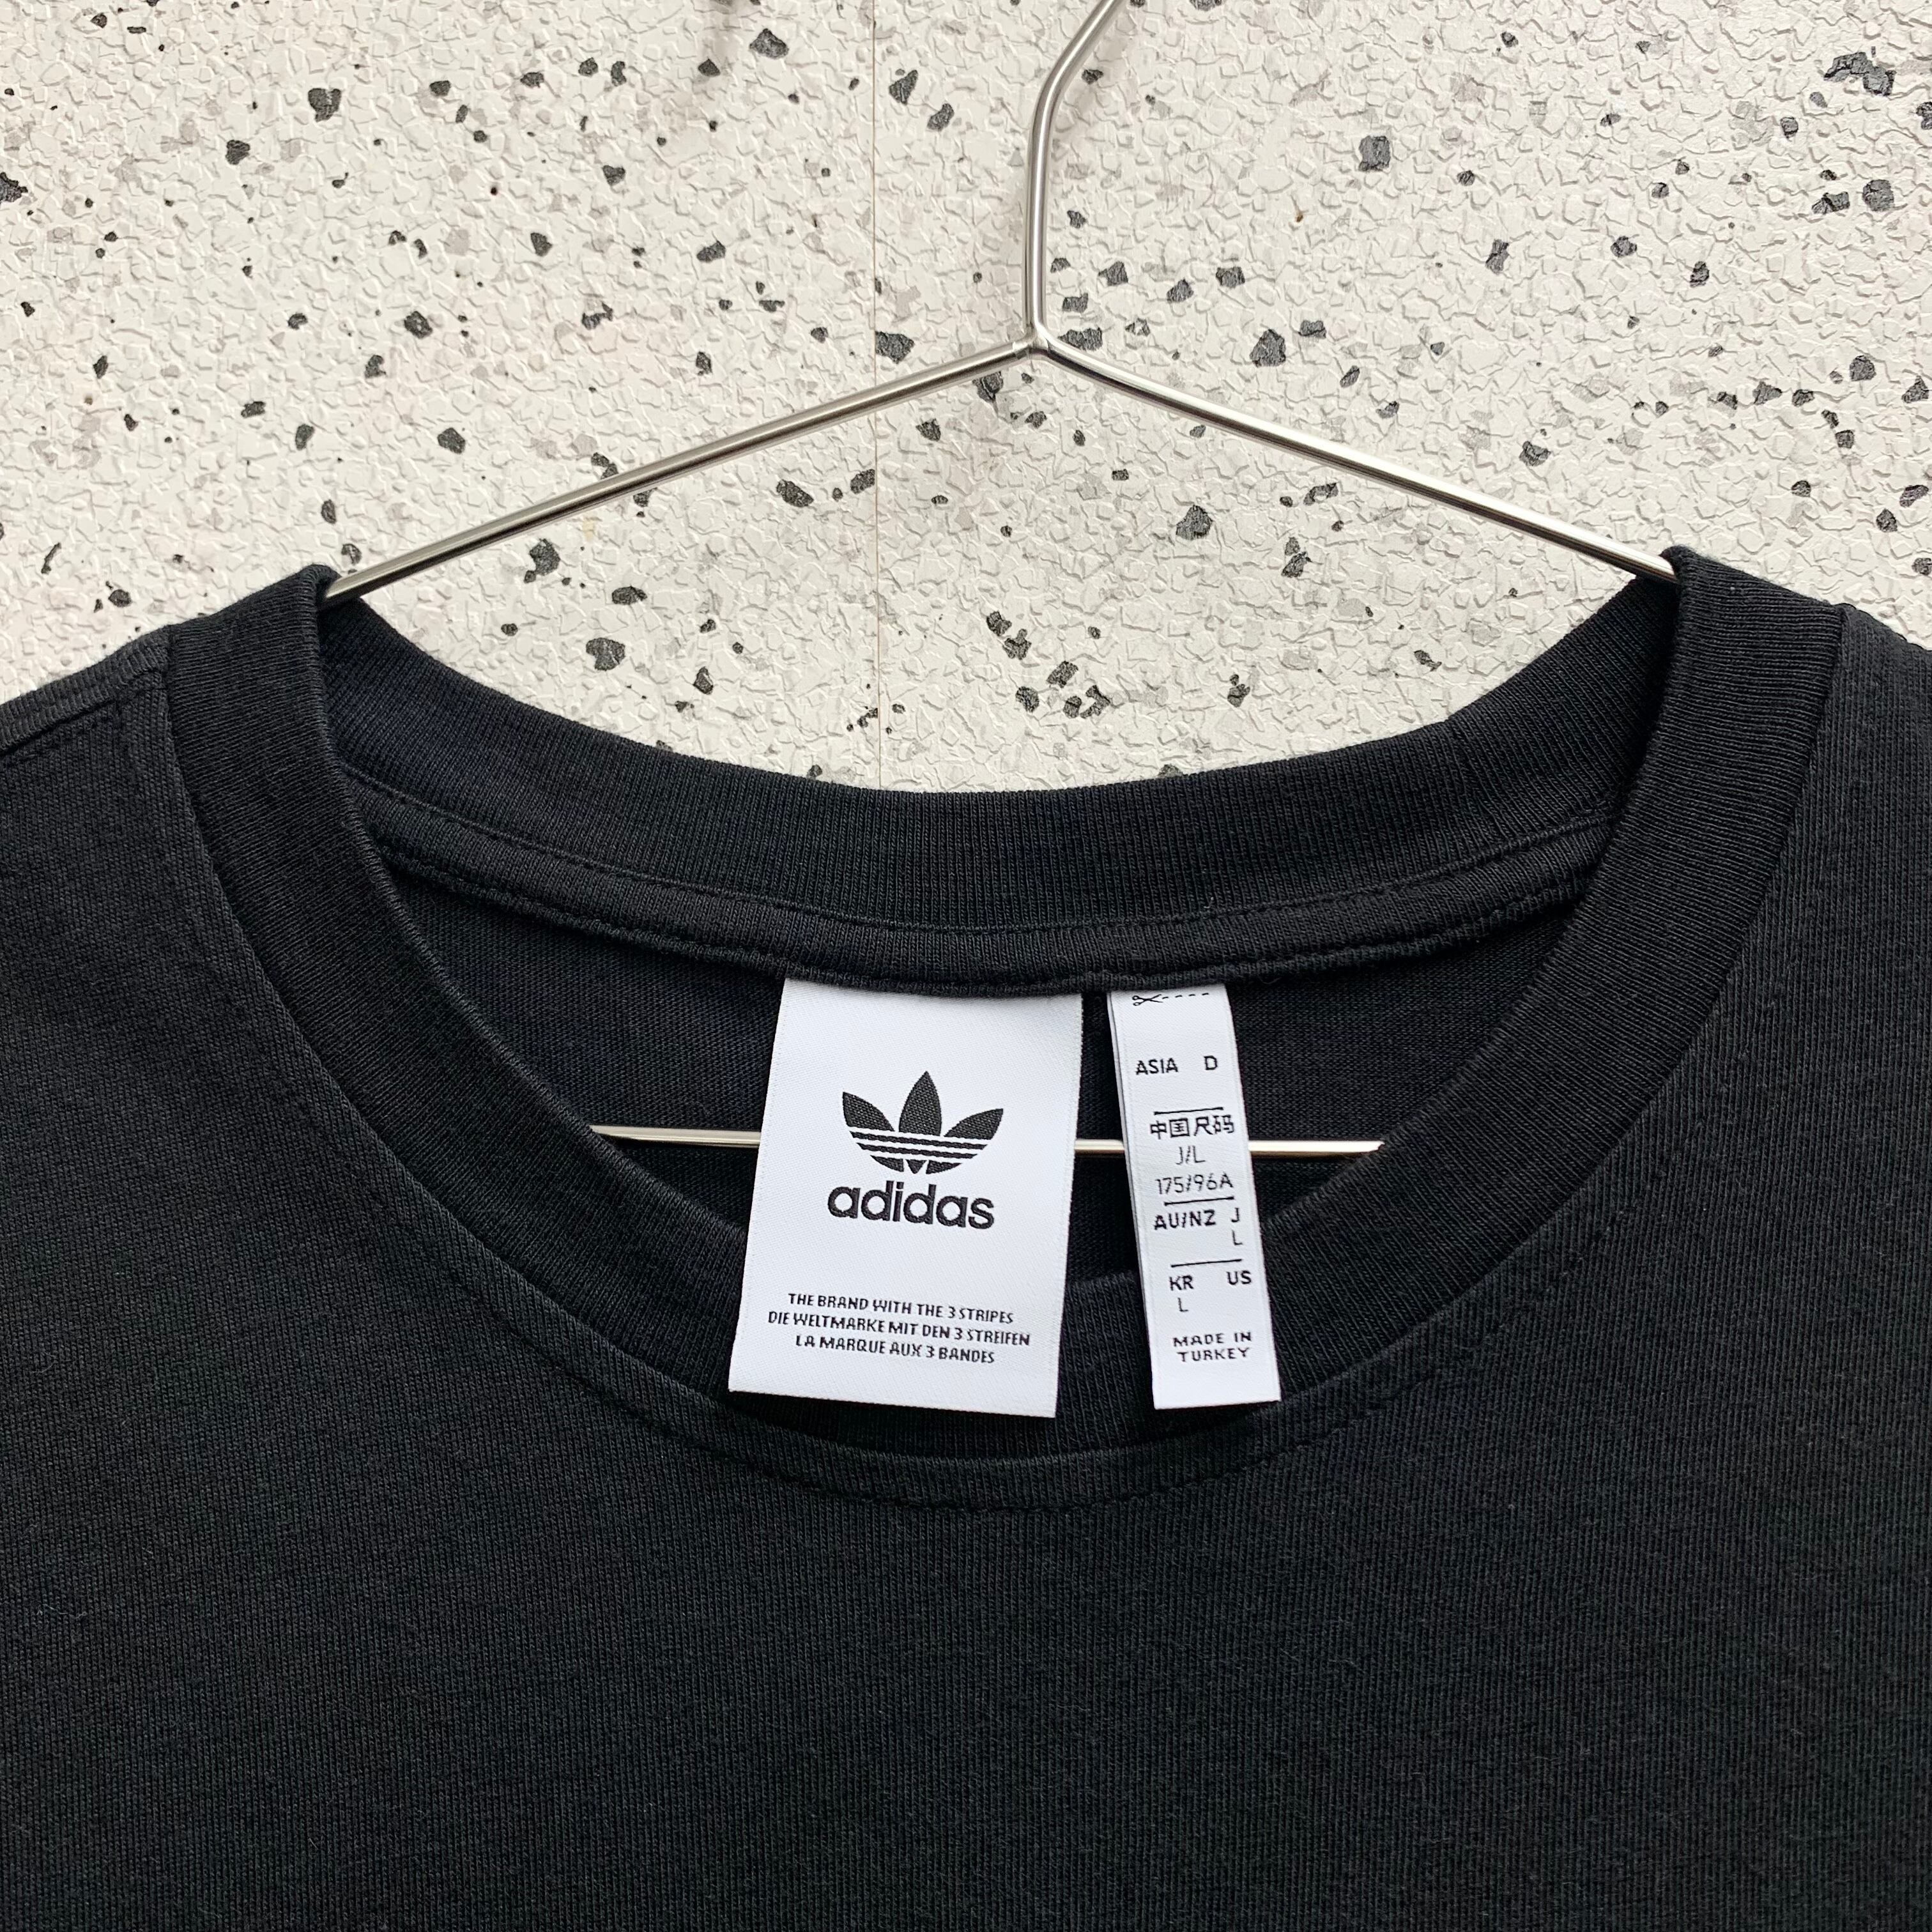 adidas
THE BRAND WITH THE 3 STRIPES
DIE WELTMARKE MIT DEN 3 STREIFEN
LA MARQUE AUX 3 BANDES
ASIA D
中国尺码
J/L
175/96A
AU/NZ J
L
KR US
L
MADE IN
TURKEY